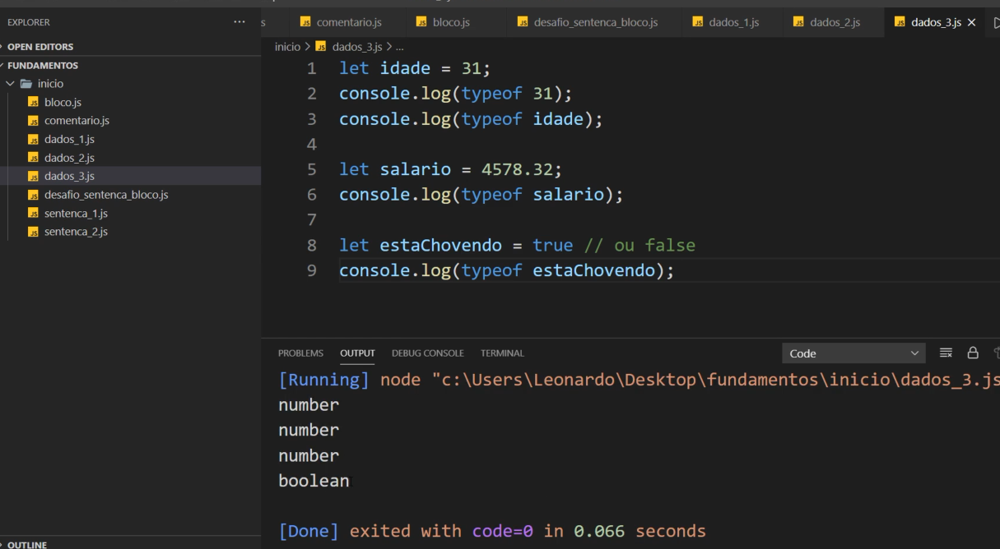 EXPLORER
OPEN EDITORS
FUNDAMENTOS
inicio
bloco.js
comentario.js
dados_1.js
dados_2.js
dados_3.js
desafio_sentenca_bloco.js
sentenca_1.js
sentenca_2.js
OUTLINE
s comentario.js bloco.js desafio_sentenca_bloco.js dados_1.js dados_2.js dados_3.js
inicio > dados_3.js > ...
1 let idade = 31;
2 console.log(typeof 31);
3 console.log(typeof idade);
4
5 let salario = 4578.32;
6 console.log(typeof salario);
7
8 let estaChovendo = true // ou false
9 console.log(typeof estaChovendo);
PROBLEMS OUTPUT DEBUG CONSOLE TERMINAL Code
[Running] node "c:\Users\Leonardo\Desktop\fundamentos\inicio\dados_3.js
number
number
number
boolean
[Done] exited with code=0 in 0.066 seconds